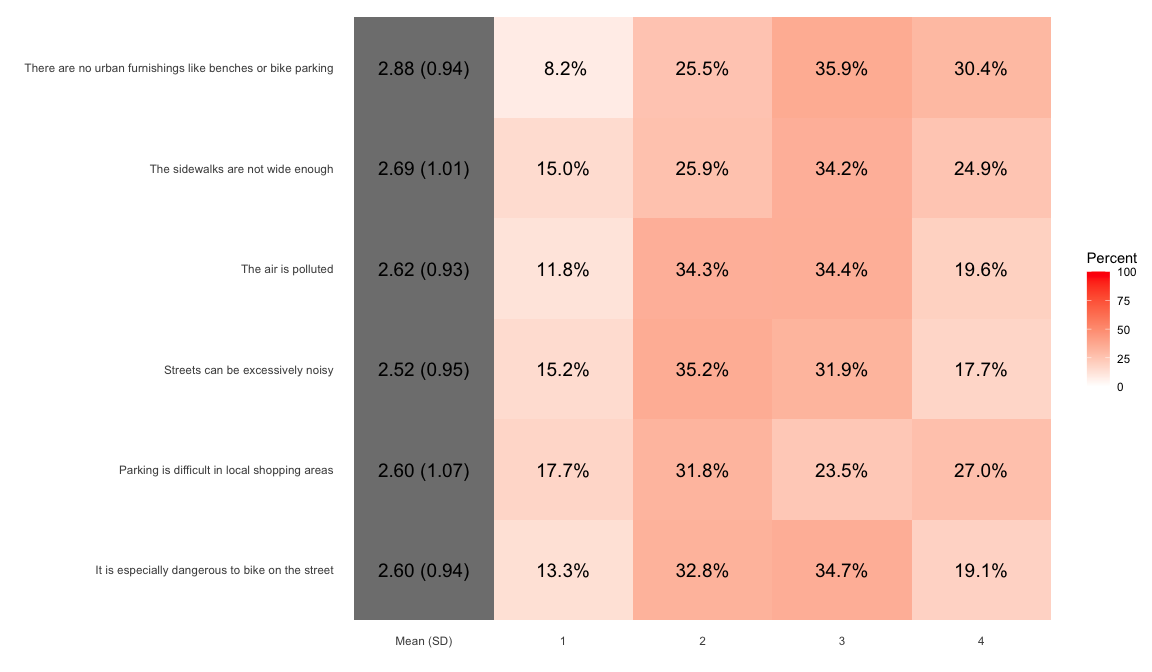 There are no urban furnishings like benches or bike parking 2.88 (0.94) 8.2% 25.5% 35.9% 30.4%
The sidewalks are not wide enough 2.69 (1.01) 15.0% 25.9% 34.2% 24.9%
The air is polluted 2.62 (0.93) 11.8% 34.3% 34.4% 19.6%
Streets can be excessively noisy 2.52 (0.95) 15.2% 35.2% 31.9% 17.7%
Parking is difficult in local shopping areas 2.60 (1.07) 17.7% 31.8% 23.5% 27.0%
It is especially dangerous to bike on the street 2.60 (0.94) 13.3% 32.8% 34.7% 19.1%
Mean (SD) 1 2 3 4
Percent
100
75
50
25
0